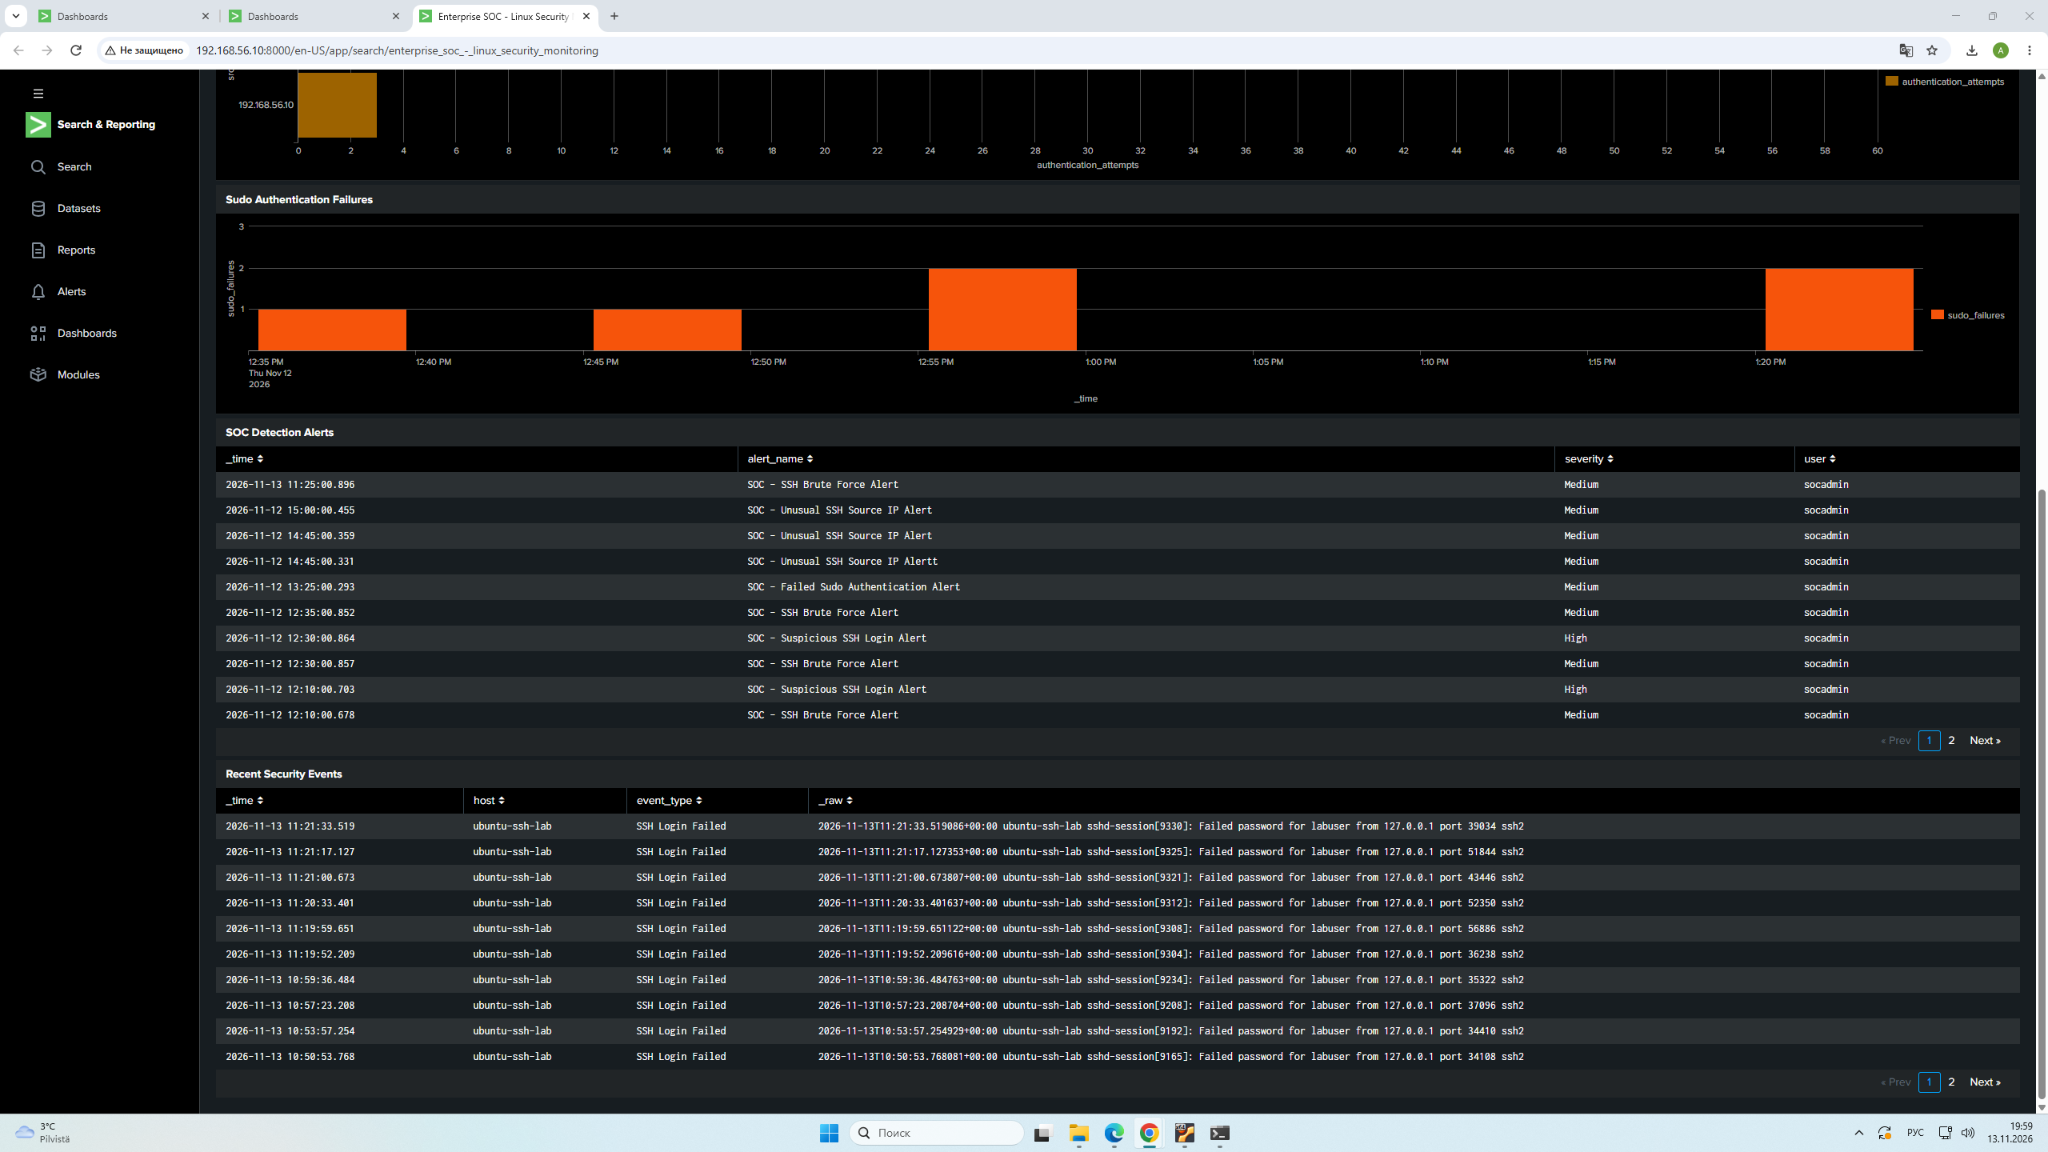 Dashboards
Dashboards
Enterprise SOC - Linux Security
Не защищено
192.168.56.10:8000/en-US/app/search/enterprise_soc_-_linux_security_monitoring
A
Search & Reporting
Search
Datasets
Reports
Alerts
Dashboards
Modules
192.168.56.10
0 2 4 6 8 10 12 14 16 18 20 22 24 26 28 30 32 34 36 38 40 42 44 46 48 50 52 54 56 58 60
authentication_attempts
authentication_attempts
Sudo Authentication Failures
sudo_failures
3
2
1
12:35 PM 12:40 PM 12:45 PM 12:50 PM 12:55 PM 1:00 PM 1:05 PM 1:10 PM 1:15 PM 1:20 PM
Thu Nov 12
2026
_time
sudo_failures
SOC Detection Alerts
_time alert_name severity user
2026-11-13 11:25:00.896 SOC - SSH Brute Force Alert Medium socadmin
2026-11-12 15:00:00.455 SOC - Unusual SSH Source IP Alert Medium socadmin
2026-11-12 14:45:00.359 SOC - Unusual SSH Source IP Alert Medium socadmin
2026-11-12 14:45:00.331 SOC - Unusual SSH Source IP Alertt Medium socadmin
2026-11-12 13:25:00.293 SOC - Failed Sudo Authentication Alert Medium socadmin
2026-11-12 12:35:00.852 SOC - SSH Brute Force Alert Medium socadmin
2026-11-12 12:30:00.864 SOC - Suspicious SSH Login Alert High socadmin
2026-11-12 12:30:00.857 SOC - SSH Brute Force Alert Medium socadmin
2026-11-12 12:10:00.703 SOC - Suspicious SSH Login Alert High socadmin
2026-11-12 12:10:00.678 SOC - SSH Brute Force Alert Medium socadmin
« Prev 1 2 Next »
Recent Security Events
_time host event_type _raw
2026-11-13 11:21:33.519 ubuntu-ssh-lab SSH Login Failed 2026-11-13T11:21:33.519086+00:00 ubuntu-ssh-lab sshd-session[9330]: Failed password for labuser from 127.0.0.1 port 39034 ssh2
2026-11-13 11:21:17.127 ubuntu-ssh-lab SSH Login Failed 2026-11-13T11:21:17.127353+00:00 ubuntu-ssh-lab sshd-session[9325]: Failed password for labuser from 127.0.0.1 port 51844 ssh2
2026-11-13 11:21:00.673 ubuntu-ssh-lab SSH Login Failed 2026-11-13T11:21:00.673807+00:00 ubuntu-ssh-lab sshd-session[9321]: Failed password for labuser from 127.0.0.1 port 43446 ssh2
2026-11-13 11:20:33.401 ubuntu-ssh-lab SSH Login Failed 2026-11-13T11:20:33.401637+00:00 ubuntu-ssh-lab sshd-session[9312]: Failed password for labuser from 127.0.0.1 port 52350 ssh2
2026-11-13 11:19:59.651 ubuntu-ssh-lab SSH Login Failed 2026-11-13T11:19:59.651122+00:00 ubuntu-ssh-lab sshd-session[9308]: Failed password for labuser from 127.0.0.1 port 56886 ssh2
2026-11-13 11:19:52.209 ubuntu-ssh-lab SSH Login Failed 2026-11-13T11:19:52.209616+00:00 ubuntu-ssh-lab sshd-session[9304]: Failed password for labuser from 127.0.0.1 port 36238 ssh2
2026-11-13 10:59:36.484 ubuntu-ssh-lab SSH Login Failed 2026-11-13T10:59:36.484763+00:00 ubuntu-ssh-lab sshd-session[9234]: Failed password for labuser from 127.0.0.1 port 35322 ssh2
2026-11-13 10:57:23.208 ubuntu-ssh-lab SSH Login Failed 2026-11-13T10:57:23.208704+00:00 ubuntu-ssh-lab sshd-session[9208]: Failed password for labuser from 127.0.0.1 port 37096 ssh2
2026-11-13 10:53:57.254 ubuntu-ssh-lab SSH Login Failed 2026-11-13T10:53:57.254929+00:00 ubuntu-ssh-lab sshd-session[9192]: Failed password for labuser from 127.0.0.1 port 34410 ssh2
2026-11-13 10:50:53.768 ubuntu-ssh-lab SSH Login Failed 2026-11-13T10:50:53.768081+00:00 ubuntu-ssh-lab sshd-session[9165]: Failed password for labuser from 127.0.0.1 port 34108 ssh2
« Prev 1 2 Next »
3°C
Pilvistä
Поиск
РУС
19:59
13.11.2026